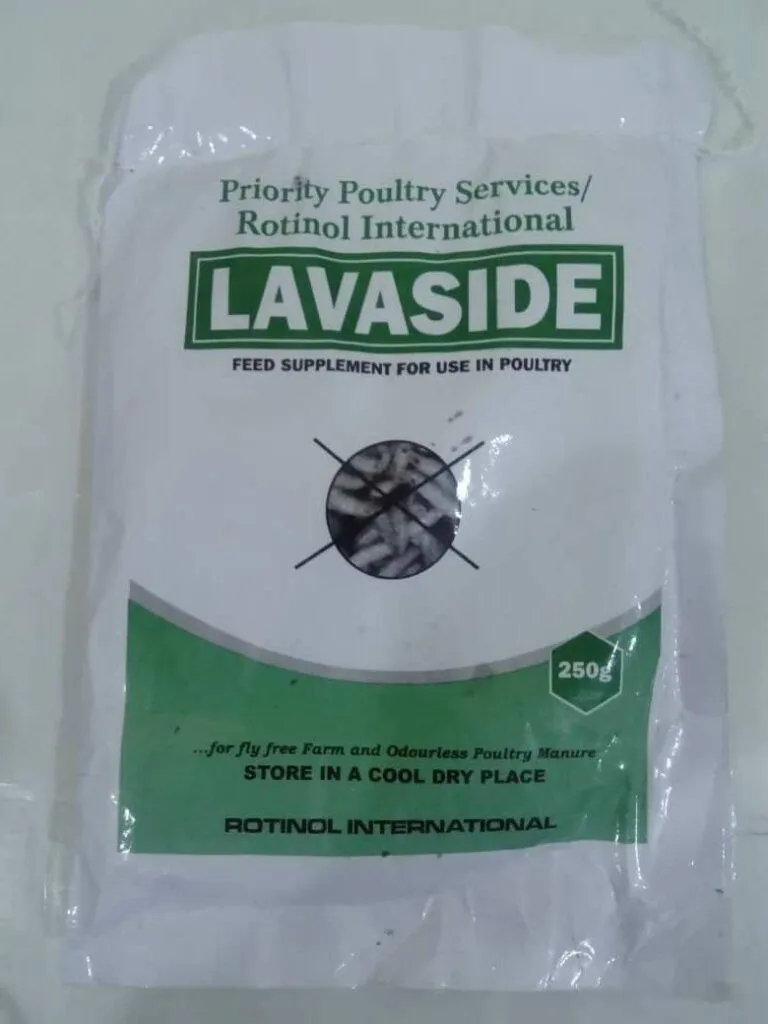 Priority Poultry Services/
Rotinol International
LAVASIDE
FEED SUPPLEMENT FOR USE IN POULTRY
250g
...for fly free Farm and Odourless Poultry Manure
STORE IN A COOL DRY PLACE
ROTINOL INTERNATIONAL